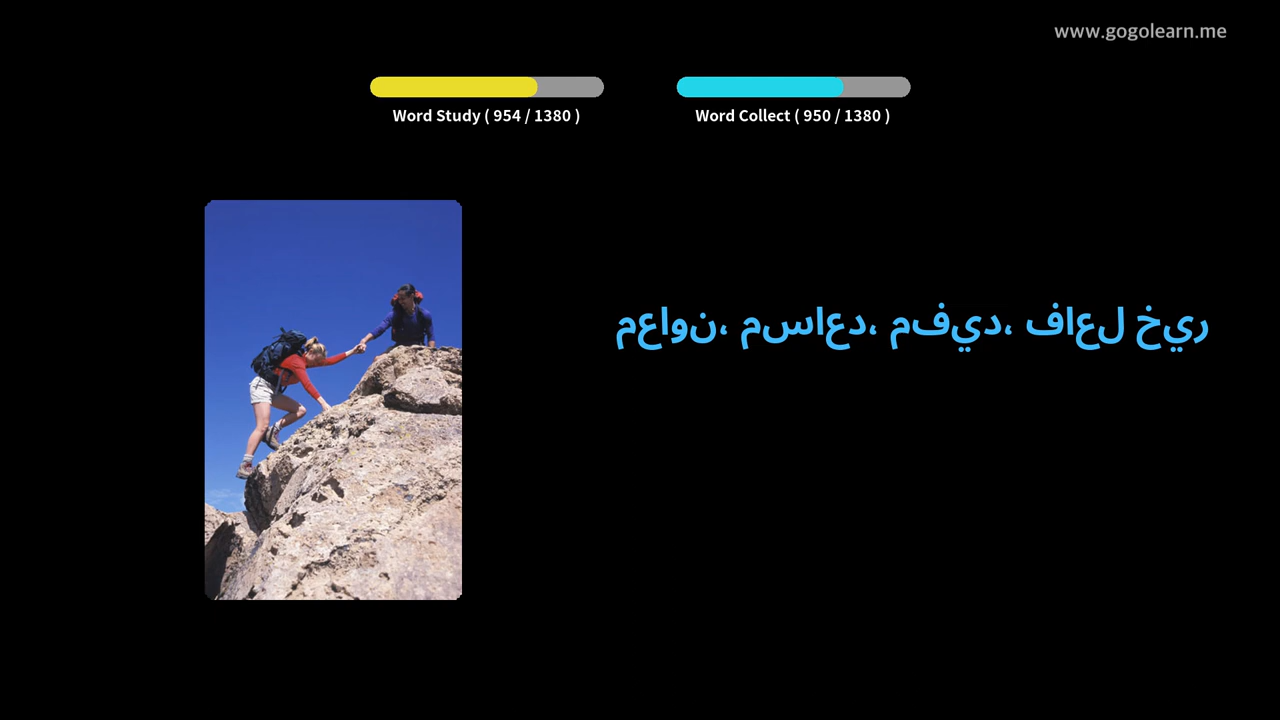 www.gogolearn.me
Word Study ( 954 / 1380 )
Word Collect ( 950 / 1380 )
معاون، مساعد، مفيد، فاعل خير